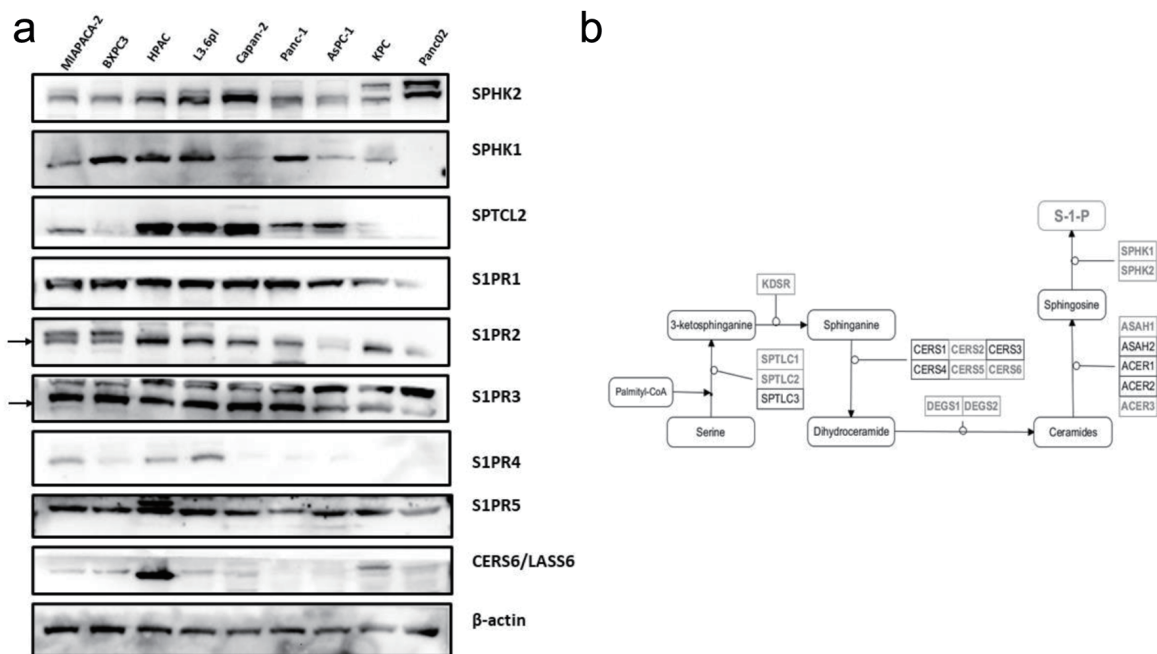 a
MIAPACA-2
BXPC3
HPAC
L3.6pl
Capan-2
Panc-1
AsPC-1
KPC
Panc02
SPHK2
SPHK1
SPTCL2
S1PR1
S1PR2
S1PR3
S1PR4
S1PR5
CERS6/LASS6
β-actin
b
S-1-P
SPHK1
SPHK2
Sphingosine
KDSR
3-ketosphinganine
Sphinganine
ASAH1
ASAH2
ACER1
ACER2
ACER3
CERS1 CERS2 CERS3
CERS4 CERS5 CERS6
SPTLC1
SPTLC2
SPTLC3
Palmityl-CoA
DEGS1 DEGS2
Serine
Dihydroceramide
Ceramides